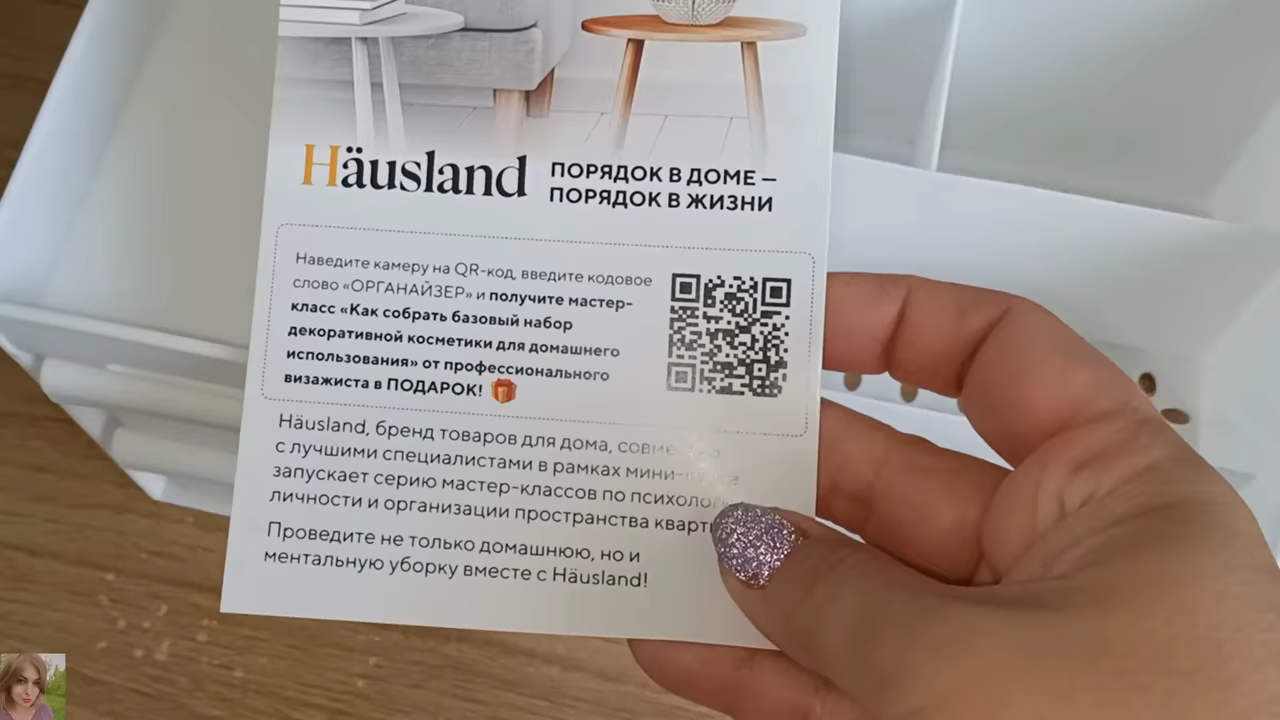 Häusland
ПОРЯДОК В ДОМЕ –
ПОРЯДОК В ЖИЗНИ
Наведите камеру на QR-код, введите кодовое
слово «ОРГАНАЙЗЕР» и получите мастер-
класс «Как собрать базовый набор
декоративной косметики для домашнего
использования» от профессионального
визажиста в ПОДАРОК!
Häusland, бренд товаров для дома,
с лучшими специалистами в рамках
запускает серию мастер-классов по
личности и организации пространства
Проведите не только домашнюю, но и
ментальную уборку вместе с Häusland!